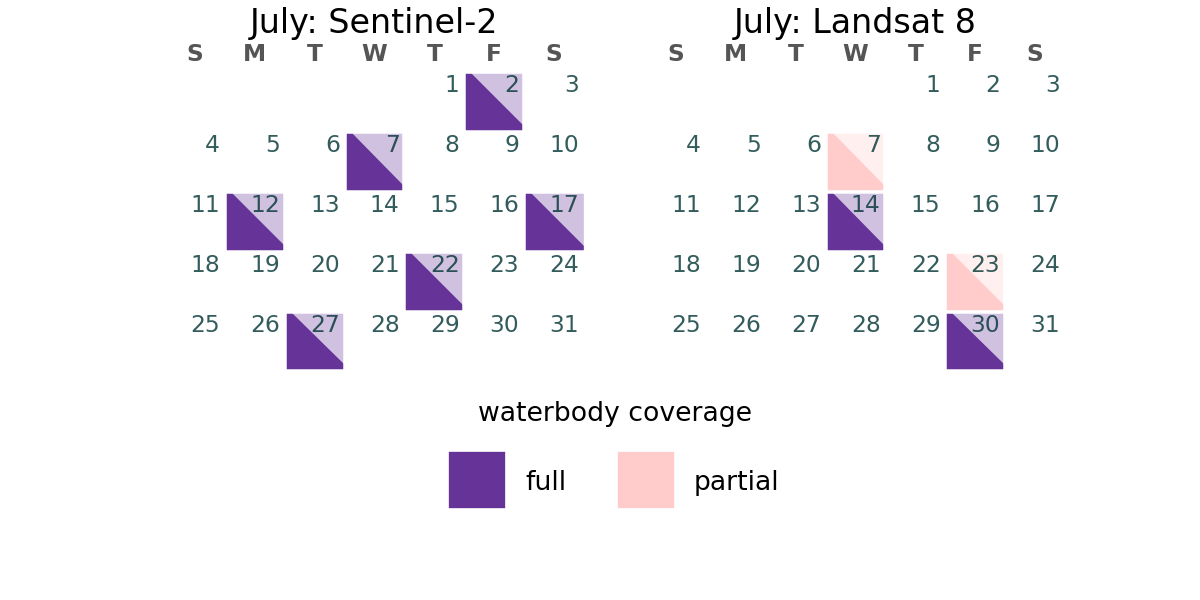 July: Sentinel-2
S M T W T F S
1 2 3
4 5 6 7 8 9 10
11 12 13 14 15 16 17
18 19 20 21 22 23 24
25 26 27 28 29 30 31
July: Landsat 8
S M T W T F S
1 2 3
4 5 6 7 8 9 10
11 12 13 14 15 16 17
18 19 20 21 22 23 24
25 26 27 28 29 30 31
waterbody coverage
full partial